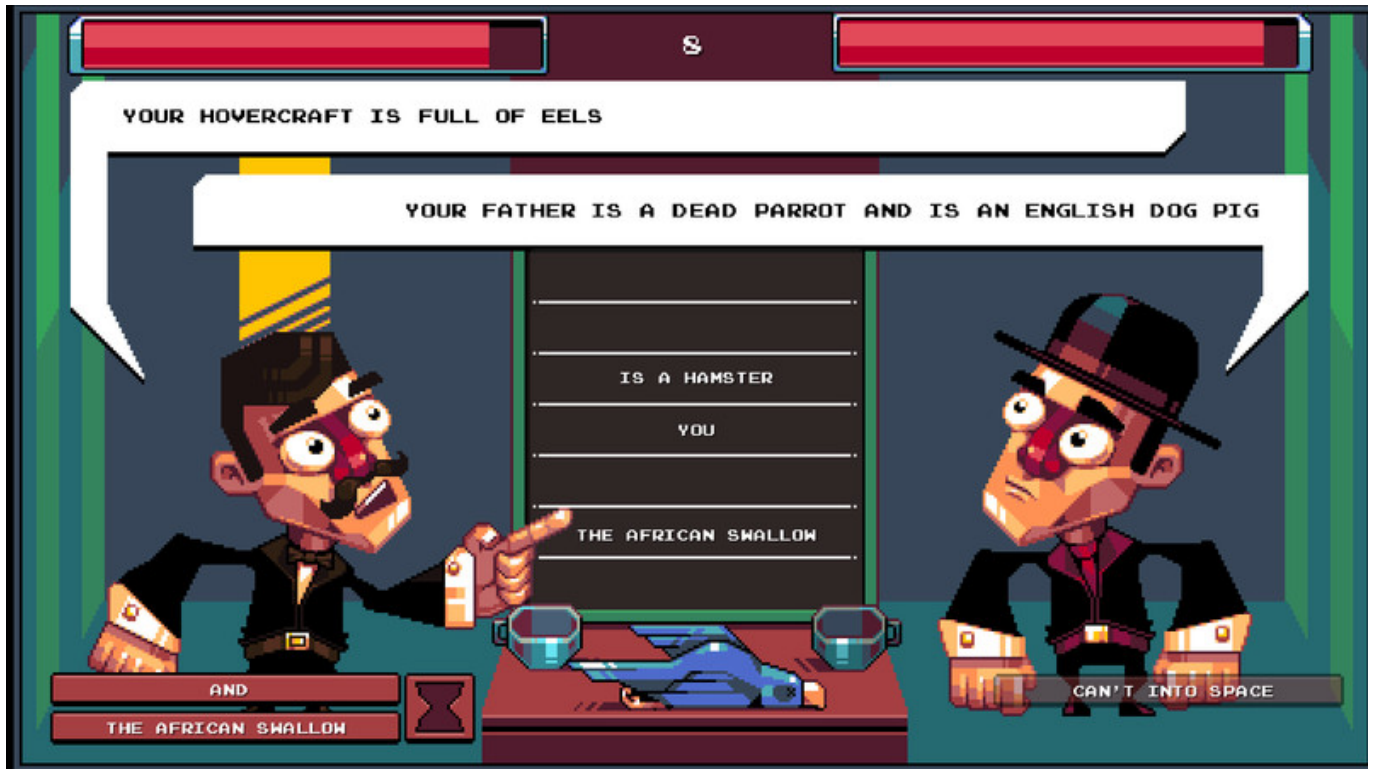 8
YOUR HOVERCRAFT IS FULL OF EELS
YOUR FATHER IS A DEAD PARROT AND IS AN ENGLISH DOG PIG
IS A HAMSTER
YOU
THE AFRICAN SWALLOW
AND
THE AFRICAN SWALLOW
CAN'T INTO SPACE